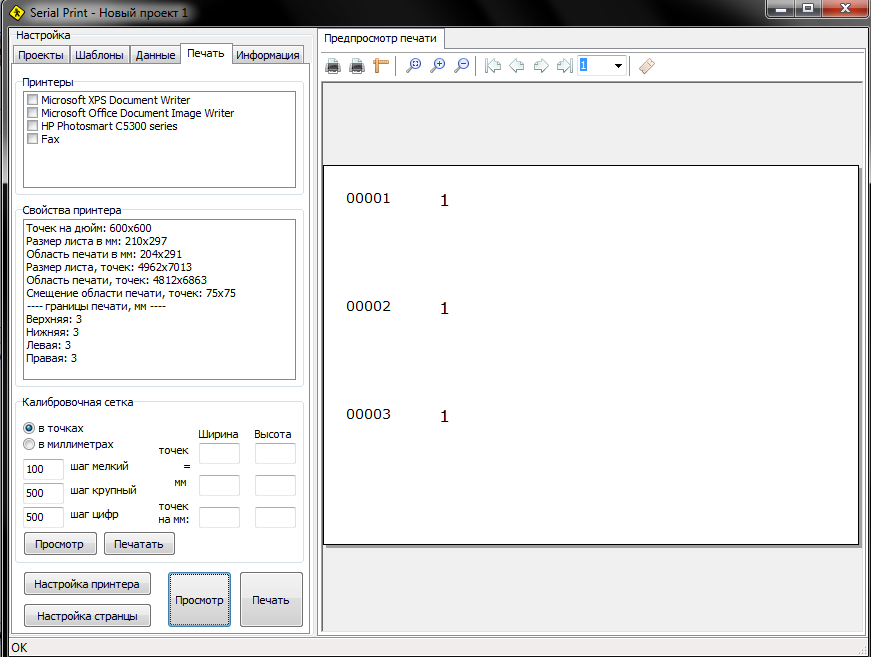 Serial Print - Новый проект 1
Настройка
Проекты Шаблоны Данные Печать Информация
Принтеры
Microsoft XPS Document Writer
Microsoft Office Document Image Writer
HP Photosmart C5300 series
Fax
Свойства принтера
Точек на дюйм: 600x600
Размер листа в мм: 210x297
Область печати в мм: 204x291
Размер листа, точек: 4962x7013
Область печати, точек: 4812x6863
Смещение области печати, точек: 75x75
---- границы печати, мм ----
Верхняя: 3
Нижняя: 3
Левая: 3
Правая: 3
Калибровочная сетка
в точках
в миллиметрах
Ширина Высота
точек
100 шаг мелкий =
500 шаг крупный мм
500 шаг цифр точек
на мм:
Просмотр Печатать
Настройка принтера
Настройка странцы
Просмотр Печать
Предпросмотр печати
1
00001 1
00002 1
00003 1
OK